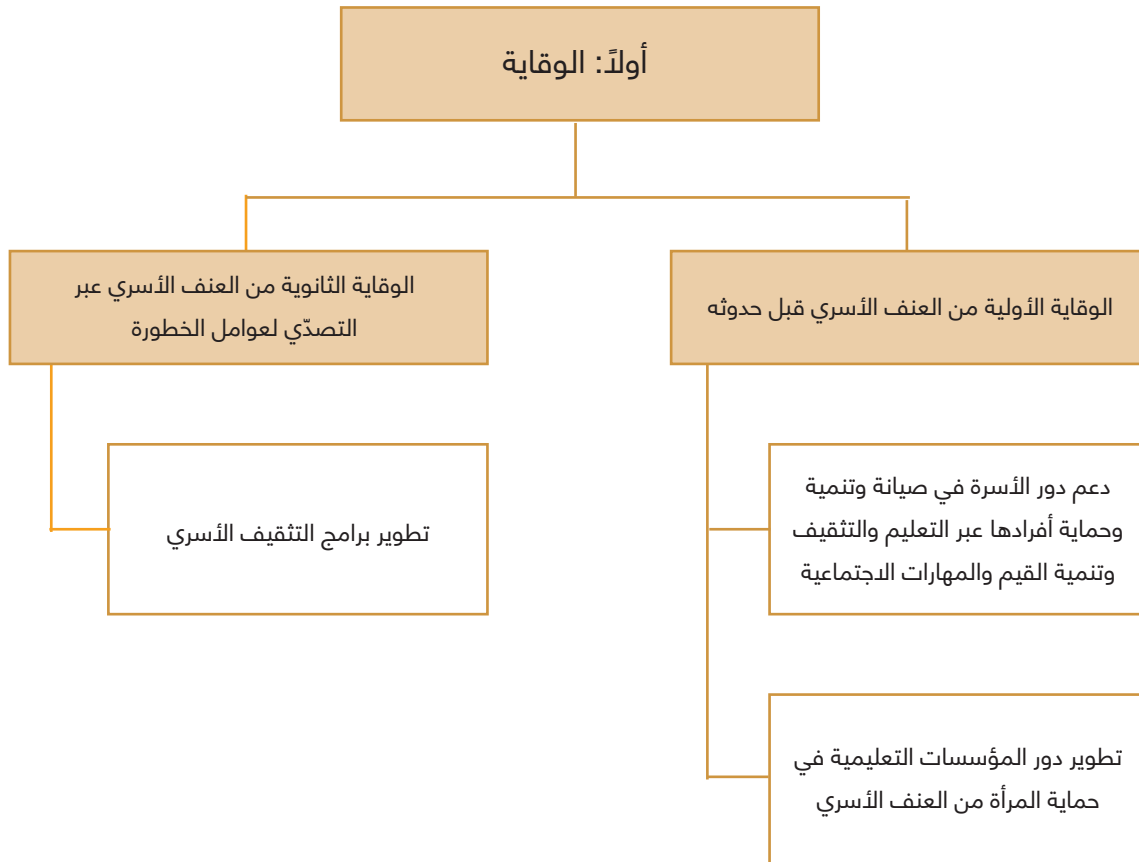 أولاً: الوقاية
الوقاية الأولية من العنف الأسري قبل حدوثه
دعم دور الأسرة في صيانة وتنمية
وحماية أفرادها عبر التعليم والتثقيف
وتنمية القيم والمهارات الاجتماعية
تطوير دور المؤسسات التعليمية في
حماية المرأة من العنف الأسري
الوقاية الثانوية من العنف الأسري عبر
التصدّي لعوامل الخطورة
تطوير برامج التثقيف الأسري